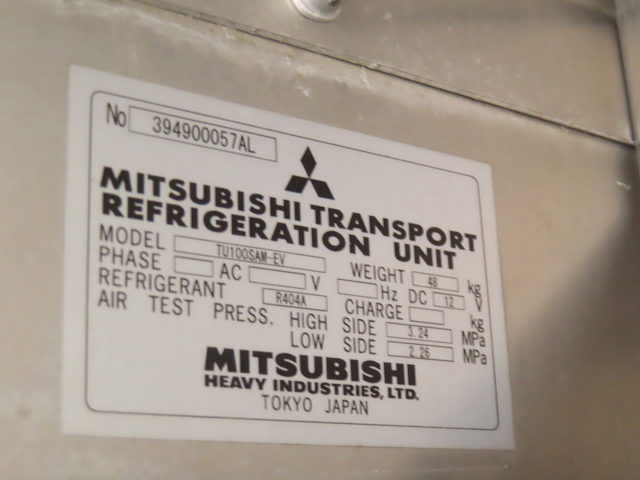 No 394900057AL
MITSUBISHI TRANSPORT
REFRIGERATION UNIT
MODEL TU100SAM-EV WEIGHT 48 kg
PHASE AC V Hz DC 12 V
REFRIGERANT R404A CHARGE kg
AIR TEST PRESS. HIGH SIDE 3.24 MPa
LOW SIDE 2.26 MPa
MITSUBISHI
HEAVY INDUSTRIES, LTD.
TOKYO JAPAN